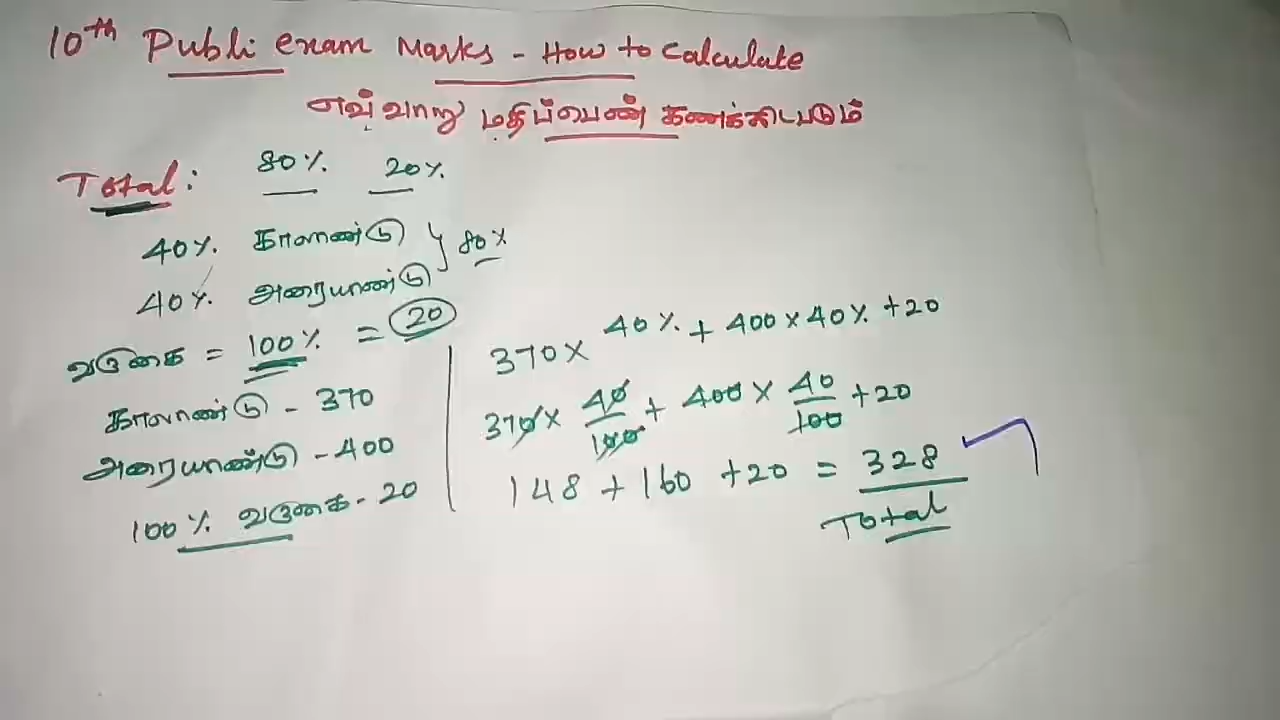 10th Publi exam Marks - How to Calculate
எவ்வாறு மதிப்பெண் கணக்கிடபடும்
Total: 80% 20%
40% காலாண்டு } 80%
40% அரையாண்டு
வருகை = 100% = 20
காலாண்டு - 370
அரையாண்டு - 400
100% வருகை - 20
370 × 40% + 400 × 40% + 20
370 × 40/100 + 400 × 40/100 + 20
148 + 160 + 20 = 328
Total